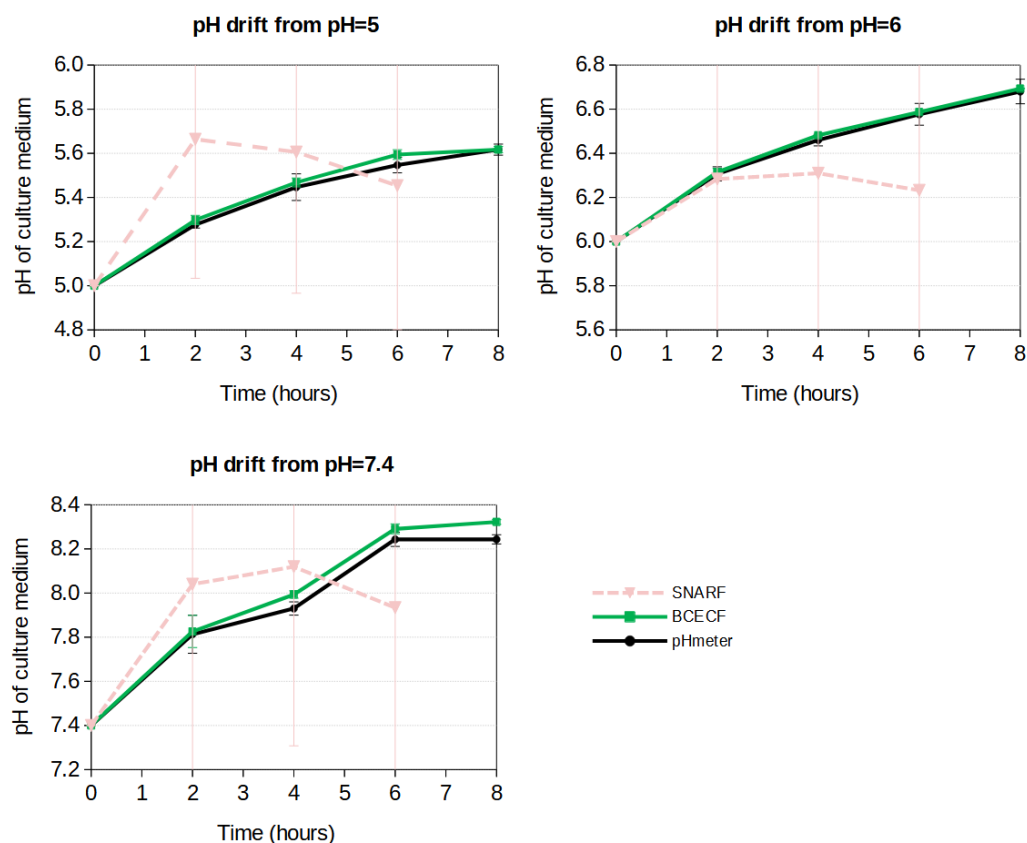 pH drift from pH=5
pH of culture medium
6.0
5.8
5.6
5.4
5.2
5.0
4.8
0 1 2 3 4 5 6 7 8
Time (hours)
pH drift from pH=6
pH of culture medium
6.8
6.6
6.4
6.2
6.0
5.8
5.6
0 1 2 3 4 5 6 7 8
Time (hours)
pH drift from pH=7.4
pH of culture medium
8.4
8.2
8.0
7.8
7.6
7.4
7.2
0 1 2 3 4 5 6 7 8
Time (hours)
SNARF
BCECF
pHmeter